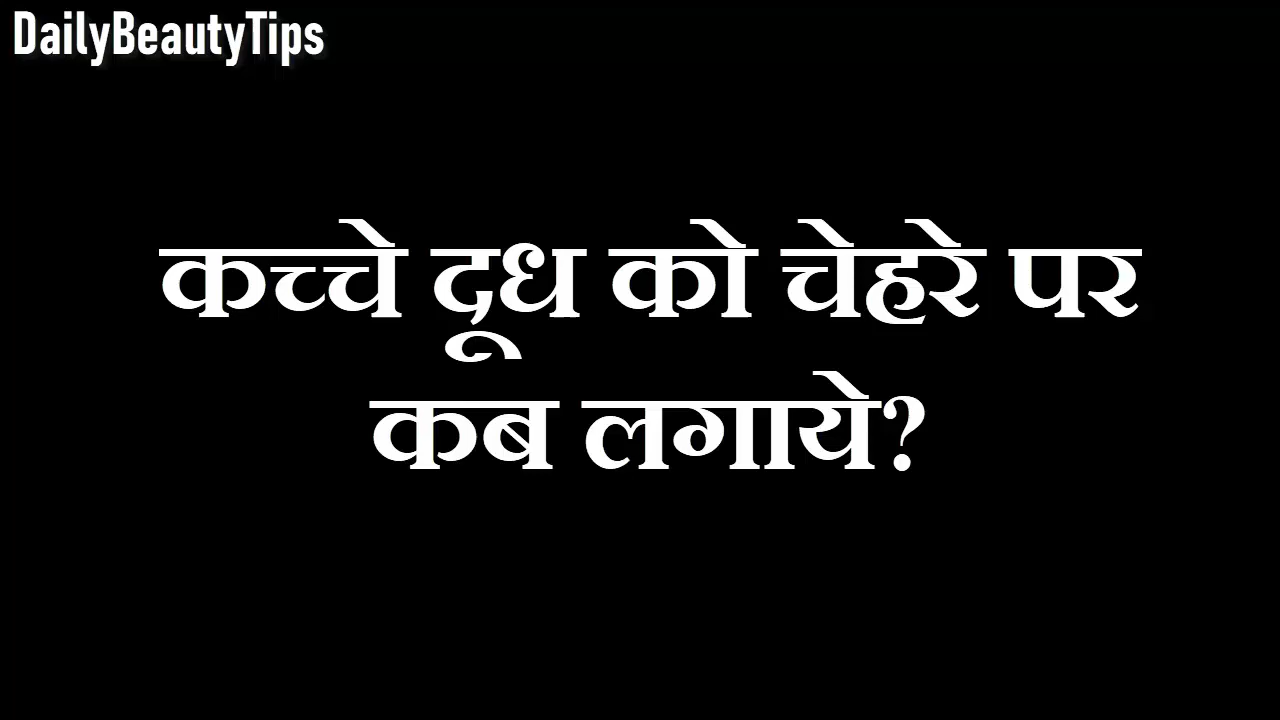 DailyBeautyTips
कच्चे दूध को चेहरे पर
कब लगाये?